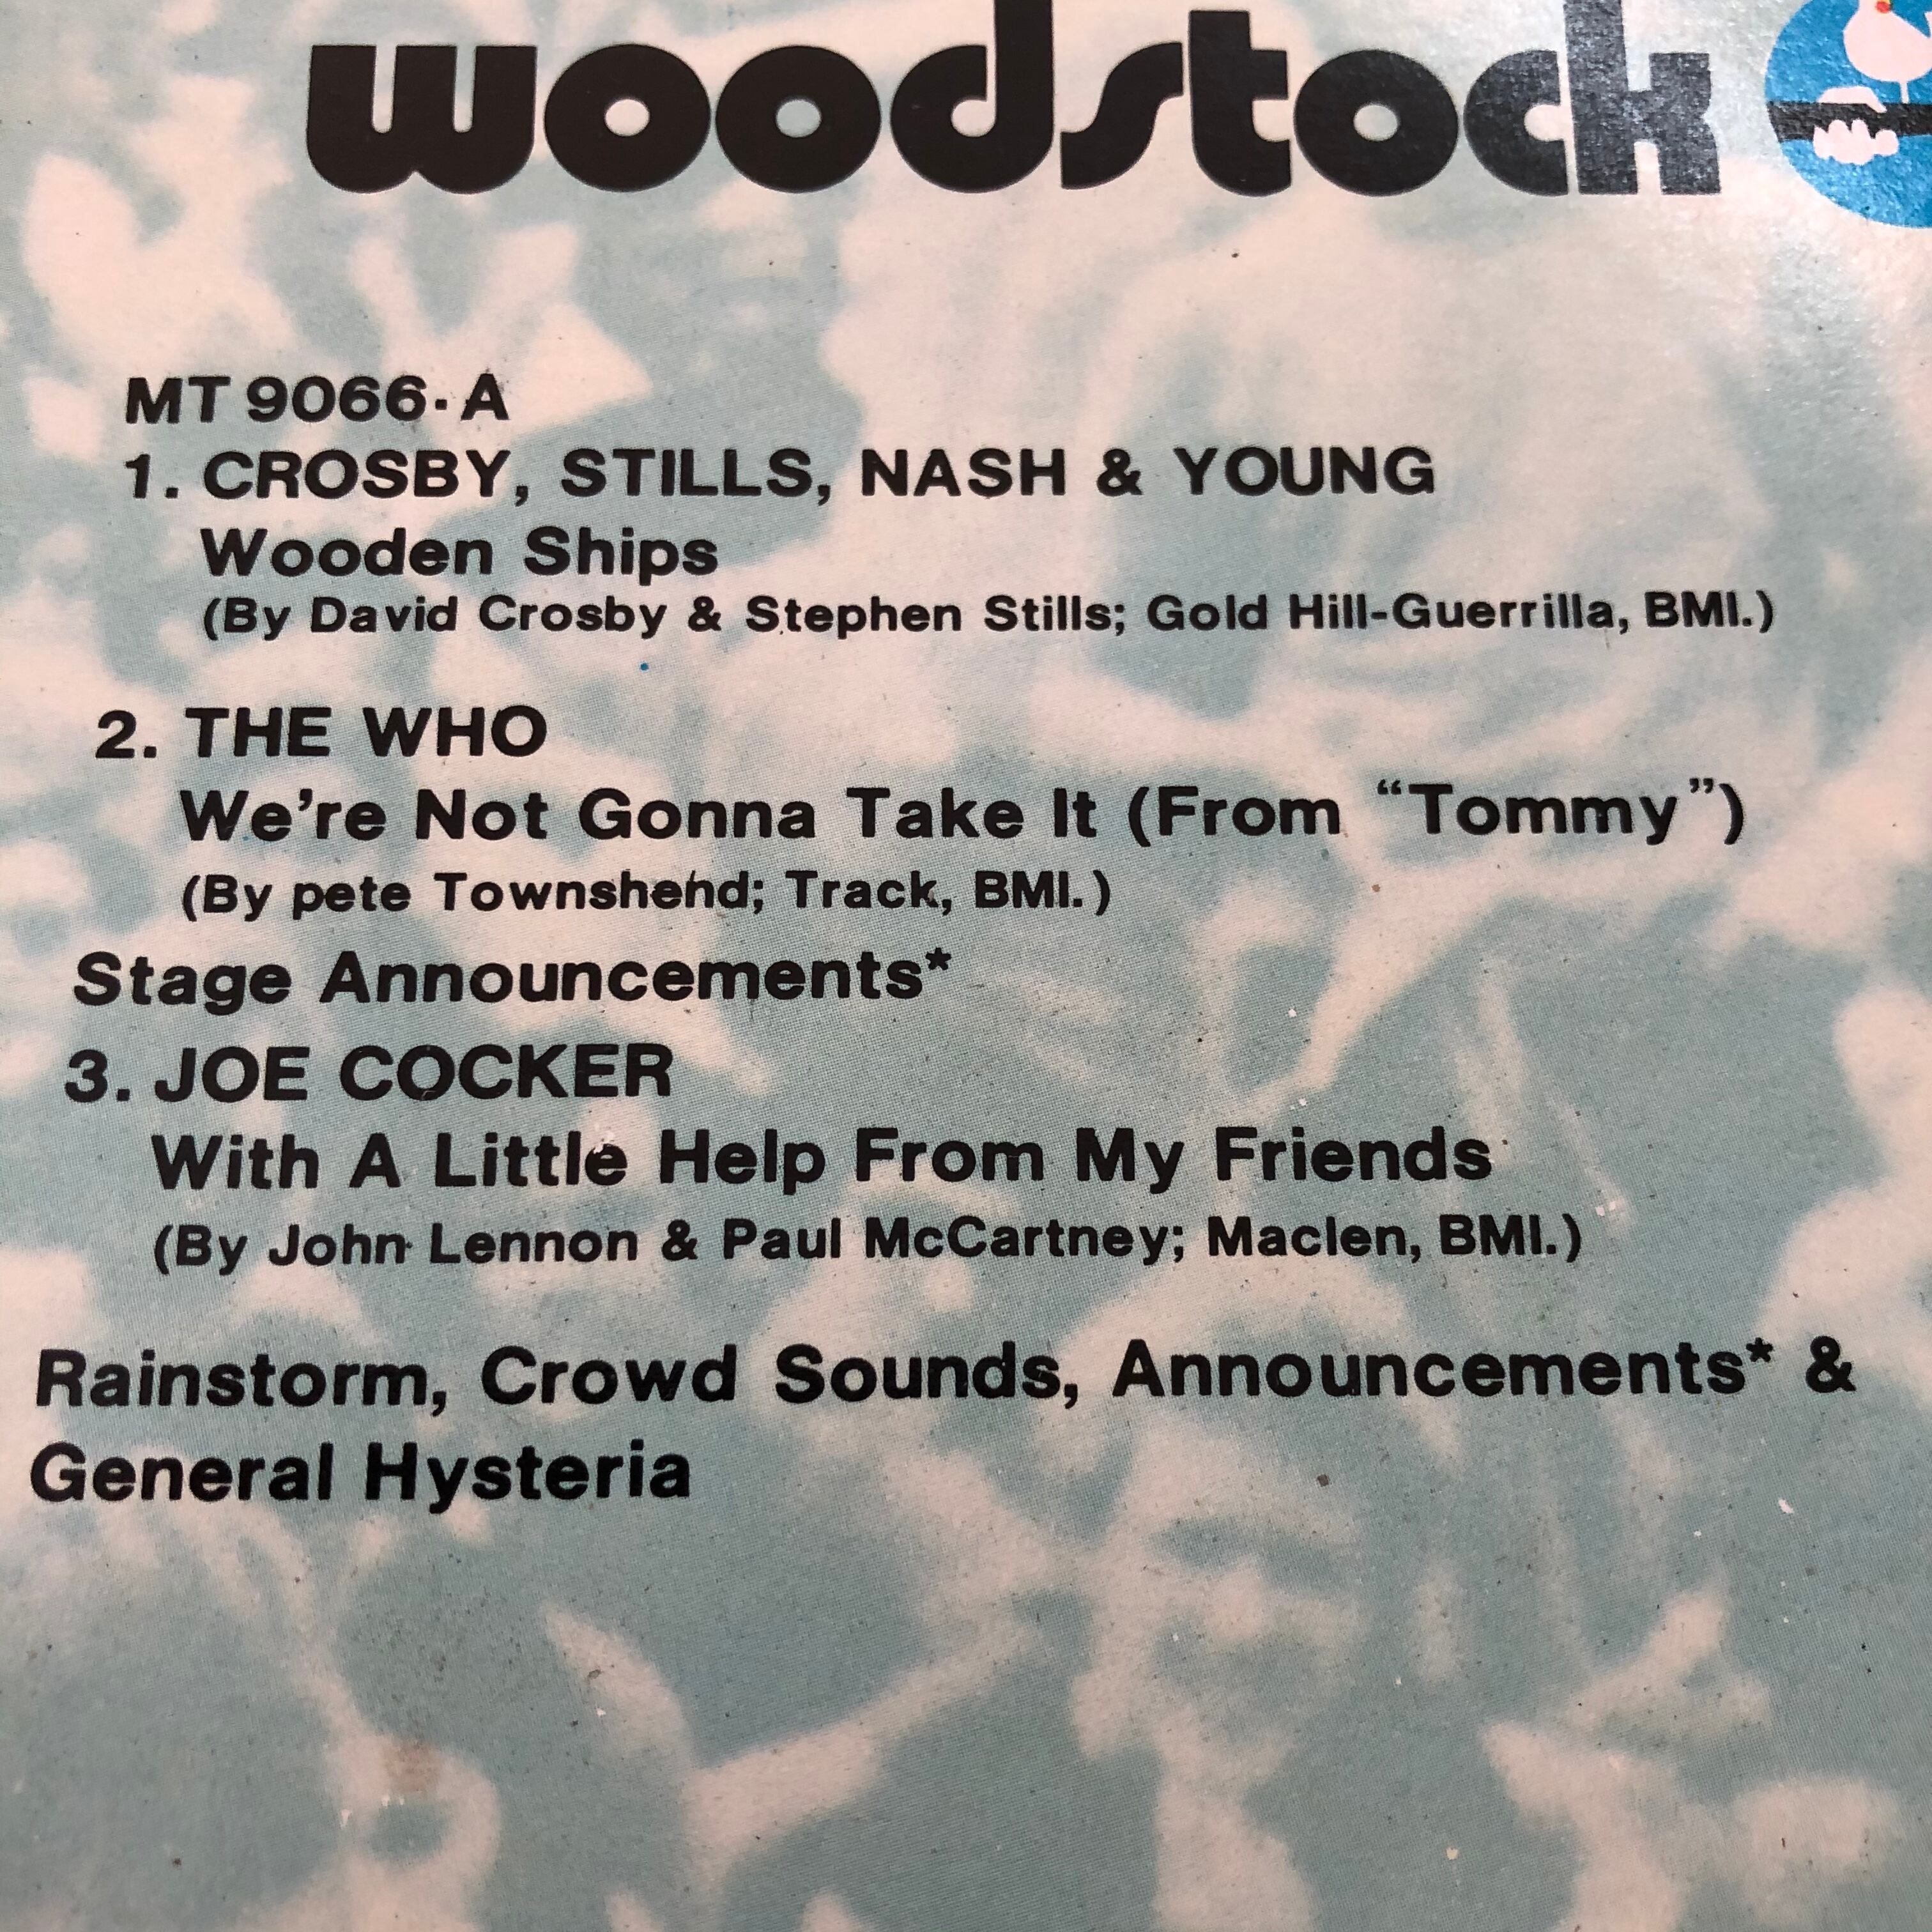 woodstock
MT 9066·A
1. CROSBY, STILLS, NASH & YOUNG
Wooden Ships
(By David Crosby & Stephen Stills; Gold Hill-Guerrilla, BMI.)
2. THE WHO
We're Not Gonna Take It (From “Tommy”)
(By pete Townshehd; Track, BMI.)
Stage Announcements*
3. JOE COCKER
With A Little Help From My Friends
(By John Lennon & Paul McCartney; Maclen, BMI.)
Rainstorm, Crowd Sounds, Announcements* &
General Hysteria